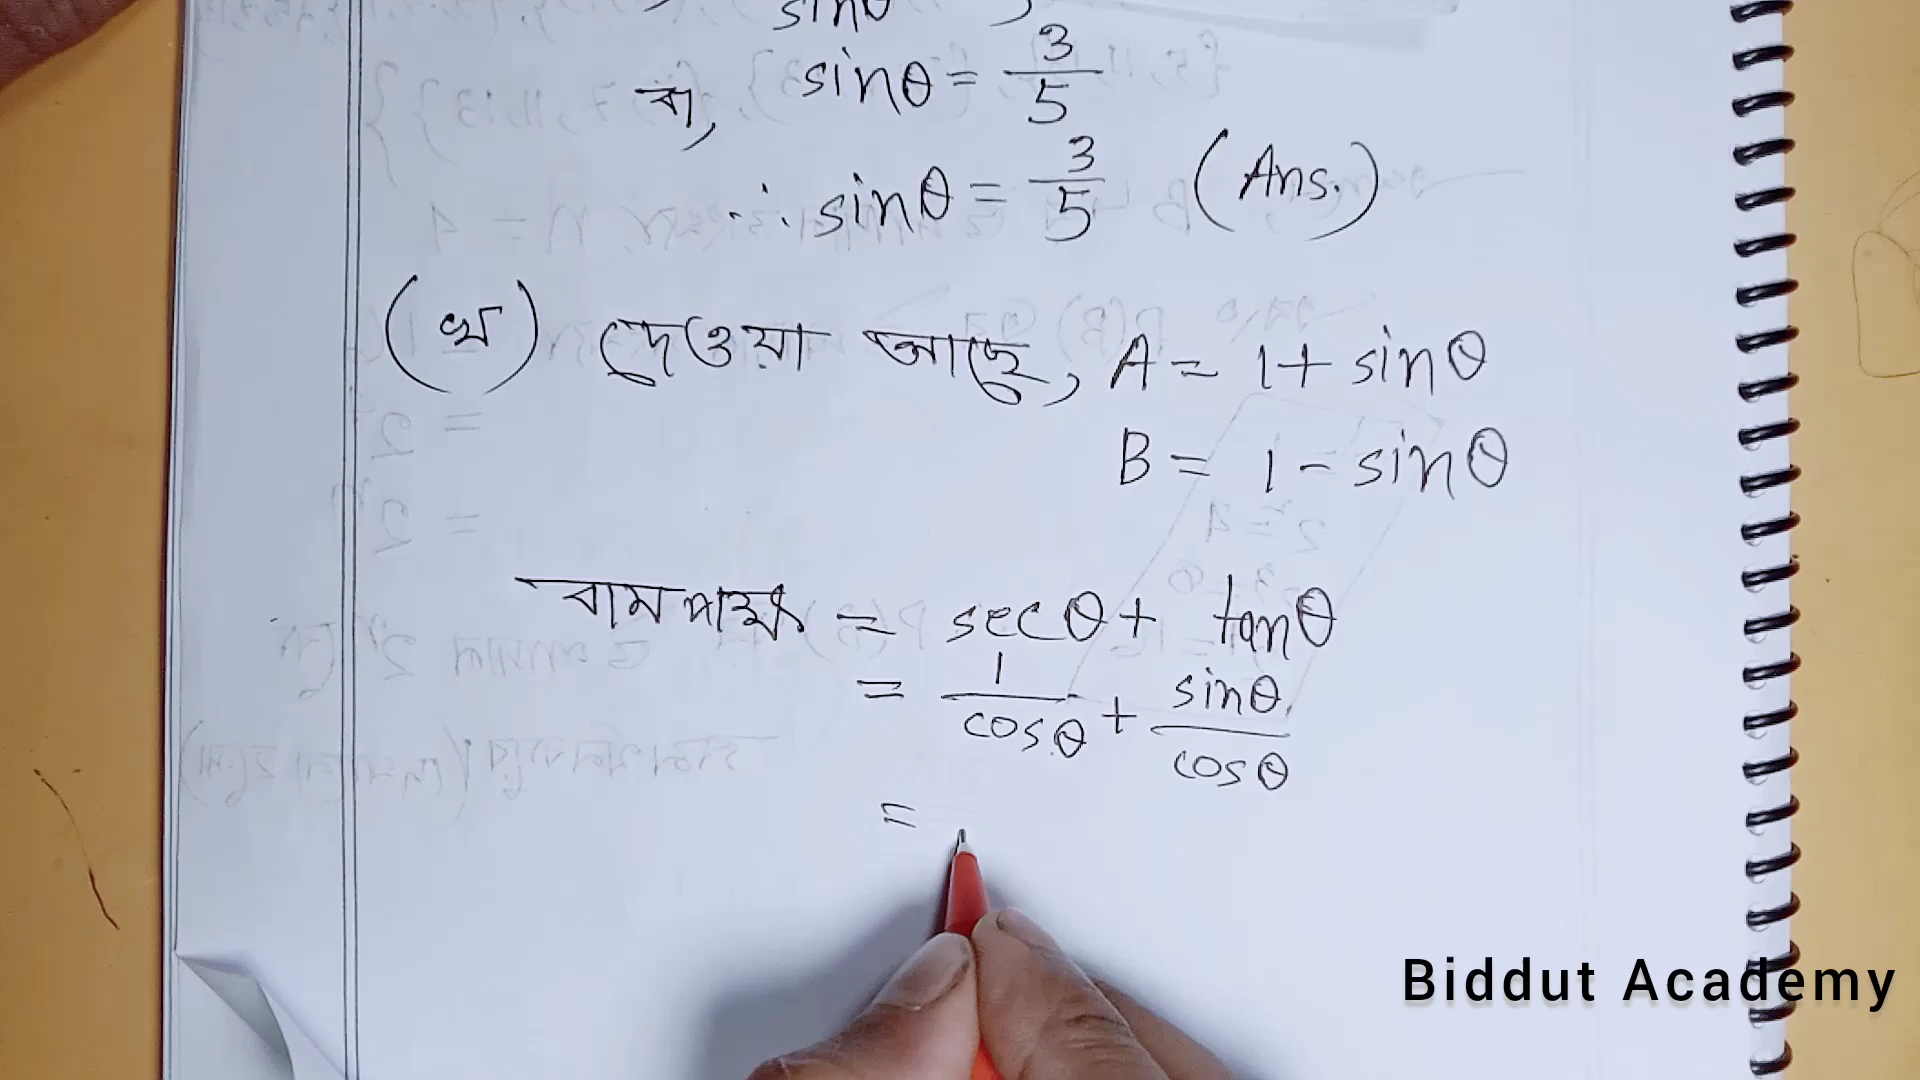 sinθ
বা, sinθ = 3/5
∴ sinθ = 3/5 (Ans.)
(খ) দেওয়া আছে, A = 1 + sinθ
B = 1 - sinθ
বামপক্ষ = secθ + tanθ
= 1/cosθ + sinθ/cosθ
=
Biddut Academy